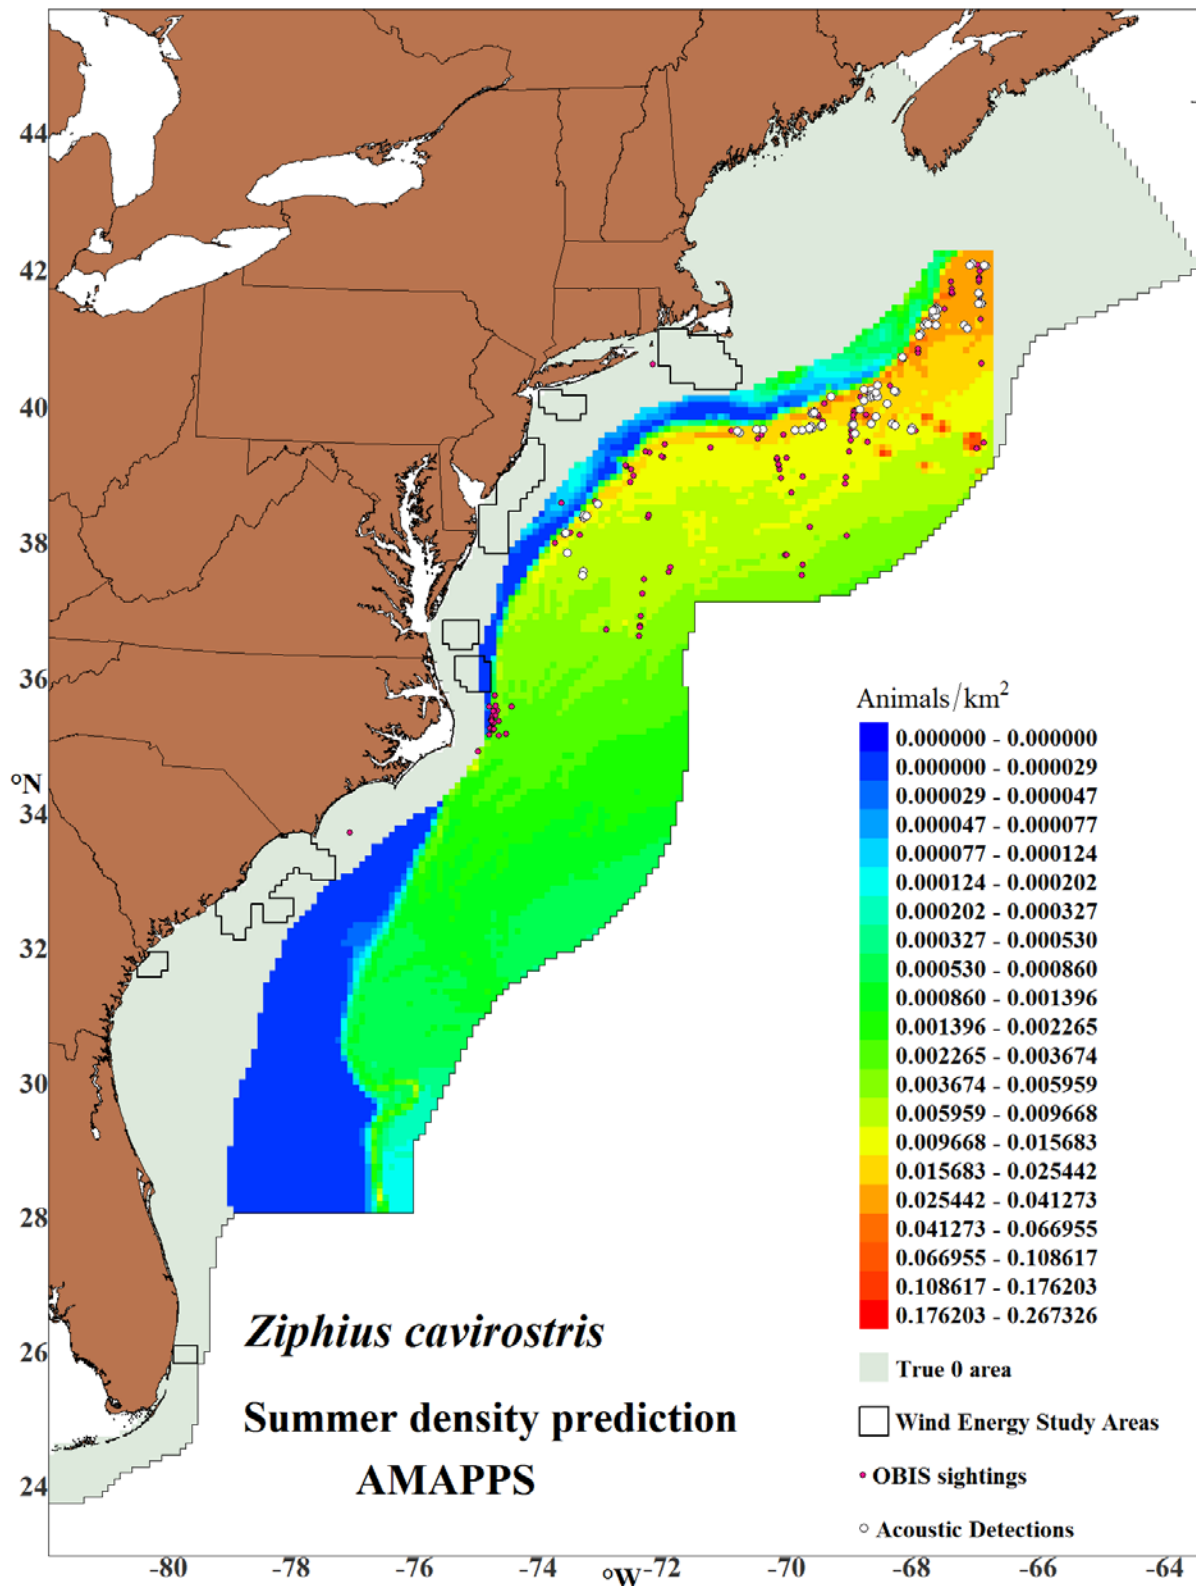 44
42
40
38
36
°N
34
32
30
28
26
24
Animals/km²
0.000000 - 0.000000
0.000000 - 0.000029
0.000029 - 0.000047
0.000047 - 0.000077
0.000077 - 0.000124
0.000124 - 0.000202
0.000202 - 0.000327
0.000327 - 0.000530
0.000530 - 0.000860
0.000860 - 0.001396
0.001396 - 0.002265
0.002265 - 0.003674
0.003674 - 0.005959
0.005959 - 0.009668
0.009668 - 0.015683
0.015683 - 0.025442
0.025442 - 0.041273
0.041273 - 0.066955
0.066955 - 0.108617
0.108617 - 0.176203
0.176203 - 0.267326
True 0 area
Wind Energy Study Areas
OBIS sightings
Acoustic Detections
Ziphius cavirostris
Summer density prediction
AMAPPS
-80 -78 -76 -74 °W -72 -70 -68 -66 -64